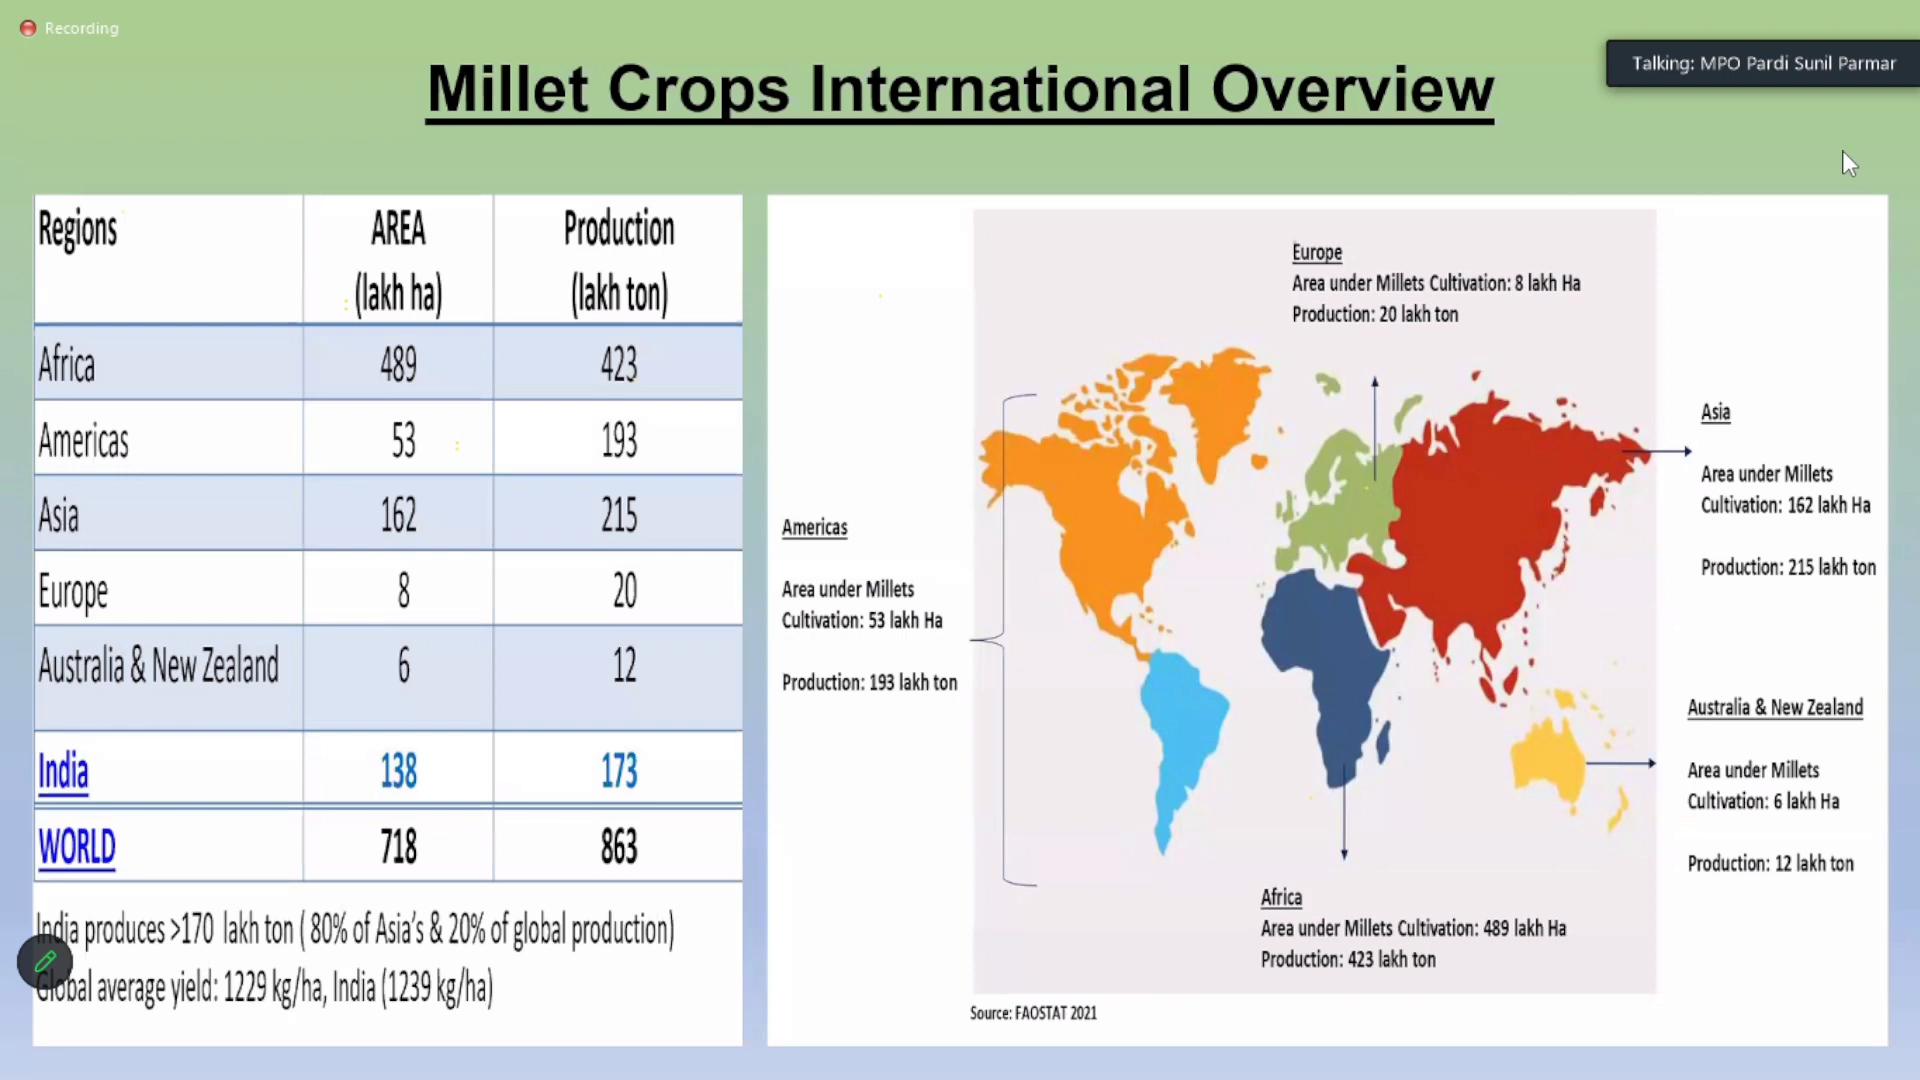 Recording
Talking: MPO Pardi Sunil Parmar
Millet Crops International Overview
Regions AREA (lakh ha) Production (lakh ton)
Africa 489 423
Americas 53 193
Asia 162 215
Europe 8 20
Australia & New Zealand 6 12
India 138 173
WORLD 718 863
India produces >170 lakh ton ( 80% of Asia's & 20% of global production)
Global average yield: 1229 kg/ha, India (1239 kg/ha)
Europe
Area under Millets Cultivation: 8 lakh Ha
Production: 20 lakh ton
Asia
Area under Millets
Cultivation: 162 lakh Ha
Production: 215 lakh ton
Americas
Area under Millets
Cultivation: 53 lakh Ha
Production: 193 lakh ton
Australia & New Zealand
Area under Millets
Cultivation: 6 lakh Ha
Production: 12 lakh ton
Africa
Area under Millets Cultivation: 489 lakh Ha
Production: 423 lakh ton
Source: FAOSTAT 2021